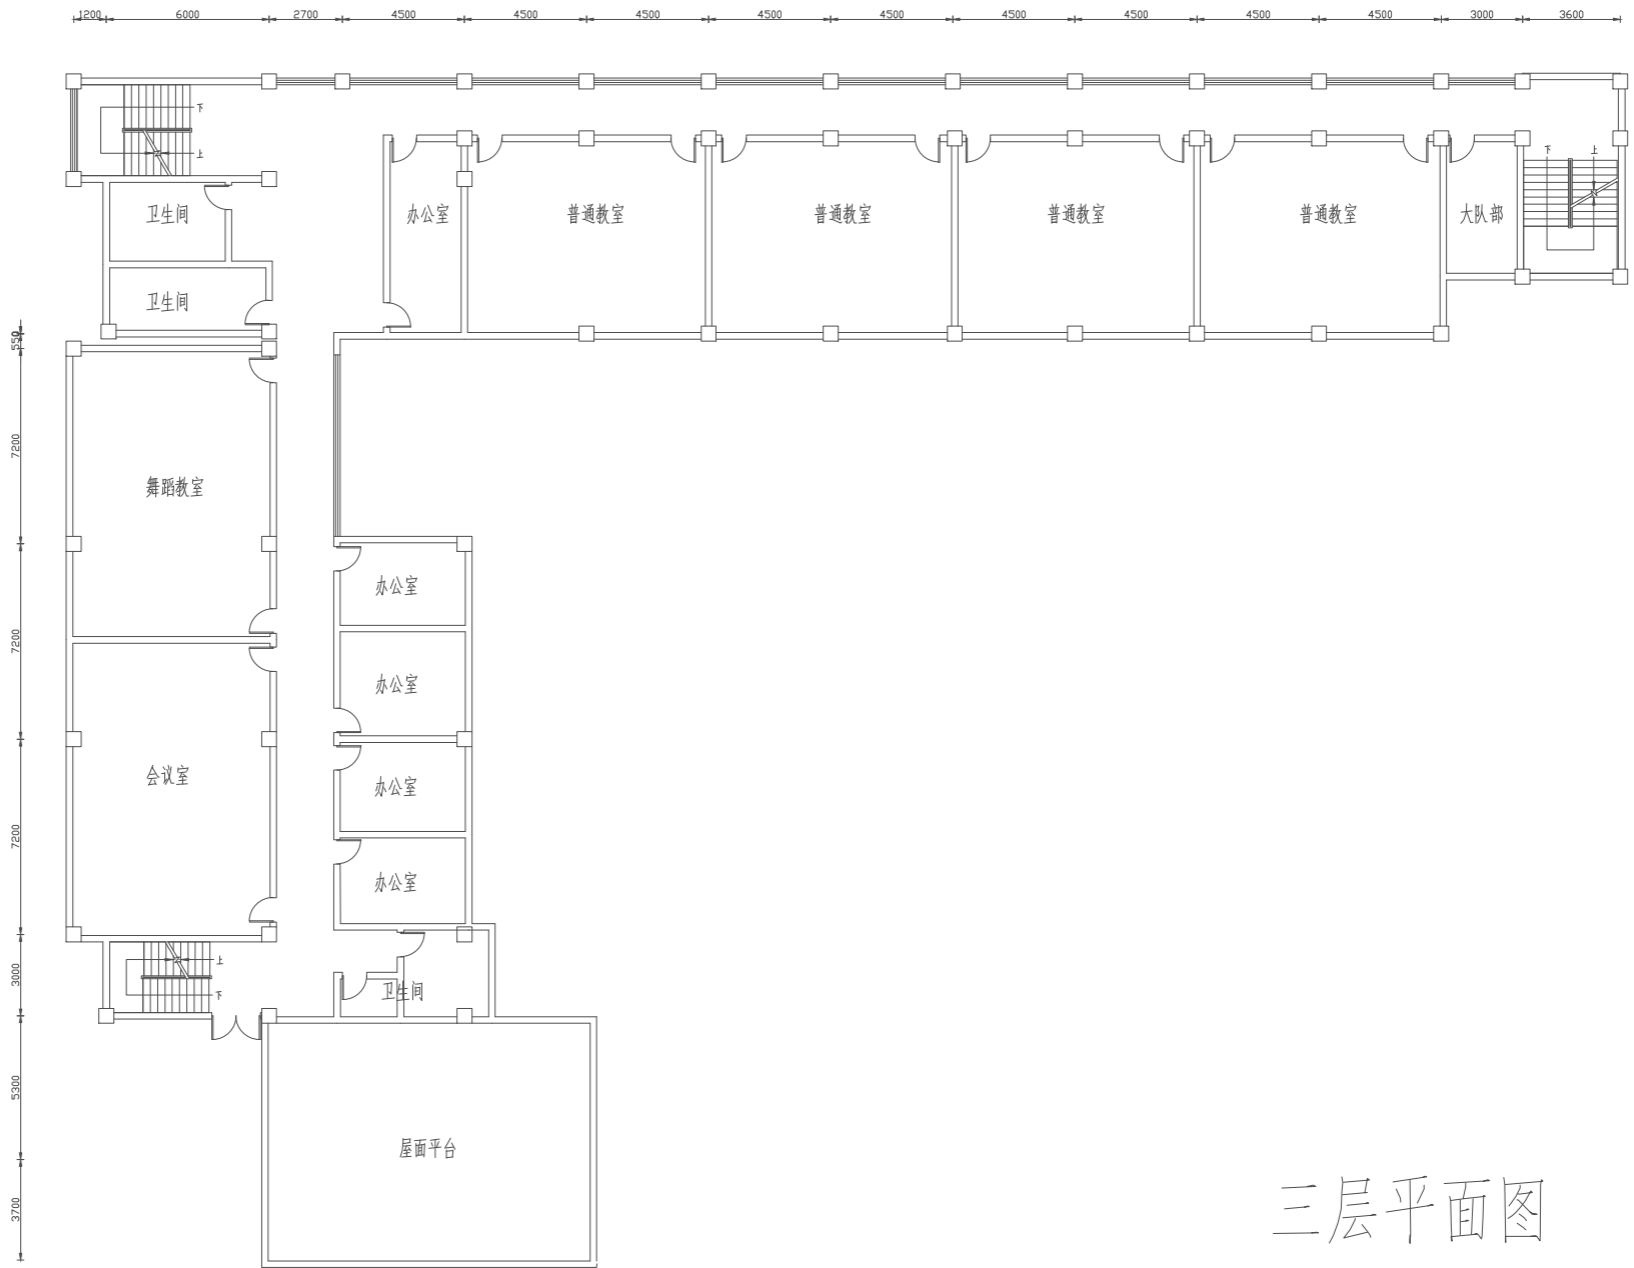 1200 6000 2700 4500 4500 4500 4500 4500 4500 4500 4500 4500 3000 3600
下
上
下 上
卫生间 办公室 普通教室 普通教室 普通教室 普通教室 大队部
卫生间
550
7200
舞蹈教室
办公室
7200
办公室
会议室
办公室
7200
办公室
上
3000
卫生间
下
5300
屋面平台
3700
三层平面图